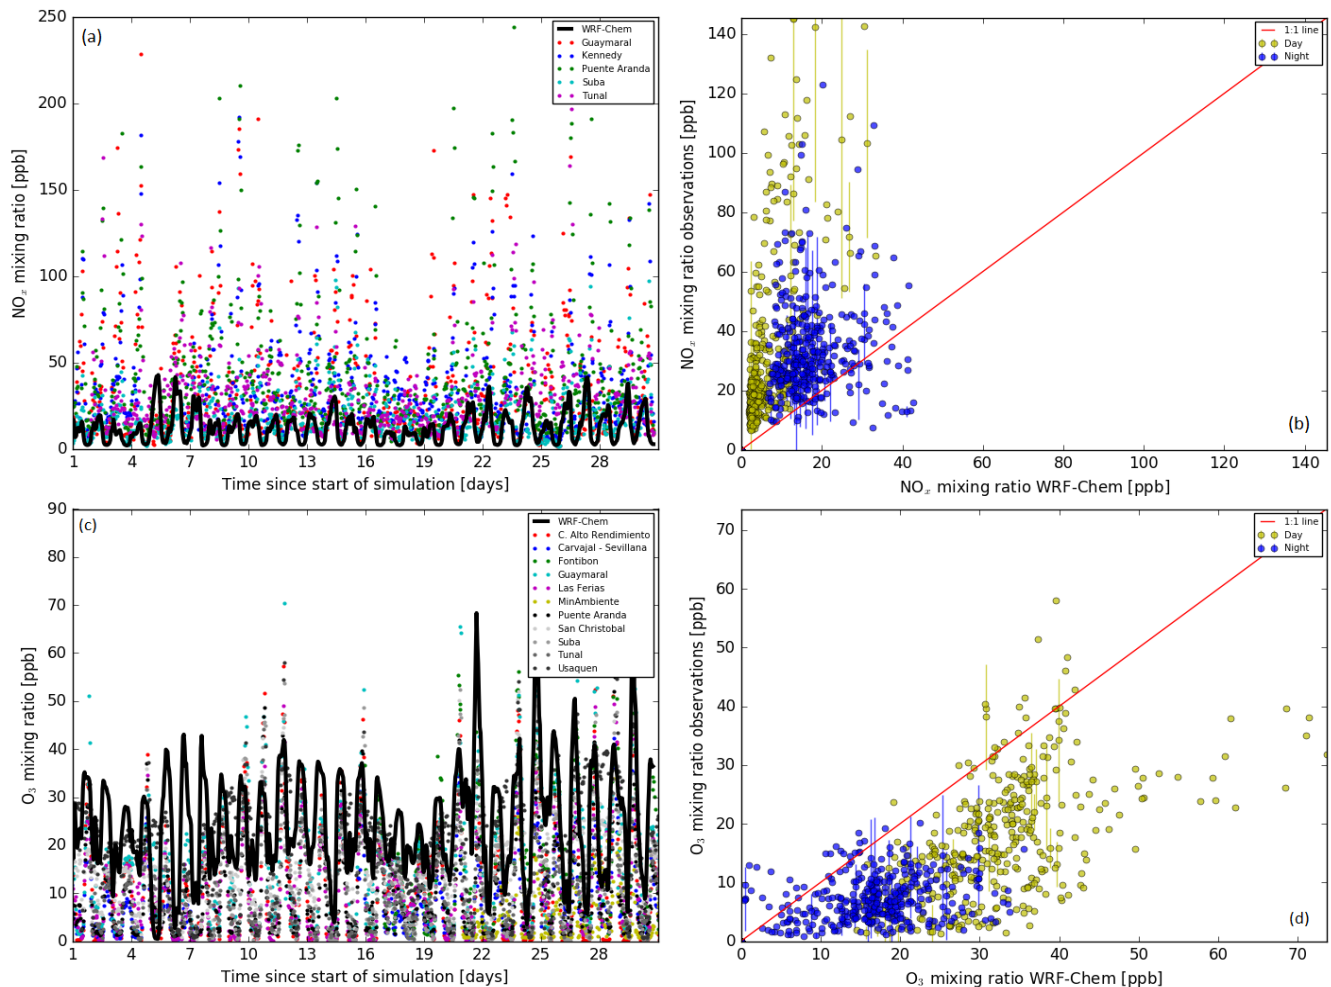 (a)
250
200
150
100
50
0
NOx mixing ratio [ppb]
WRF-Chem
Guaymaral
Kennedy
Puente Aranda
Suba
Tunal
1 4 7 10 13 16 19 22 25 28
Time since start of simulation [days]
(b)
140
120
100
80
60
40
20
0
NOx mixing ratio observations [ppb]
1:1 line
Day
Night
0 20 40 60 80 100 120 140
NOx mixing ratio WRF-Chem [ppb]
(c)
90
80
70
60
50
40
30
20
10
0
O3 mixing ratio [ppb]
WRF-Chem
C. Alto Rendimiento
Carvajal - Sevillana
Fontibon
Guaymaral
Las Ferias
MinAmbiente
Puente Aranda
San Christobal
Suba
Tunal
Usaquen
1 4 7 10 13 16 19 22 25 28
Time since start of simulation [days]
(d)
70
60
50
40
30
20
10
0
O3 mixing ratio observations [ppb]
1:1 line
Day
Night
0 10 20 30 40 50 60 70
O3 mixing ratio WRF-Chem [ppb]